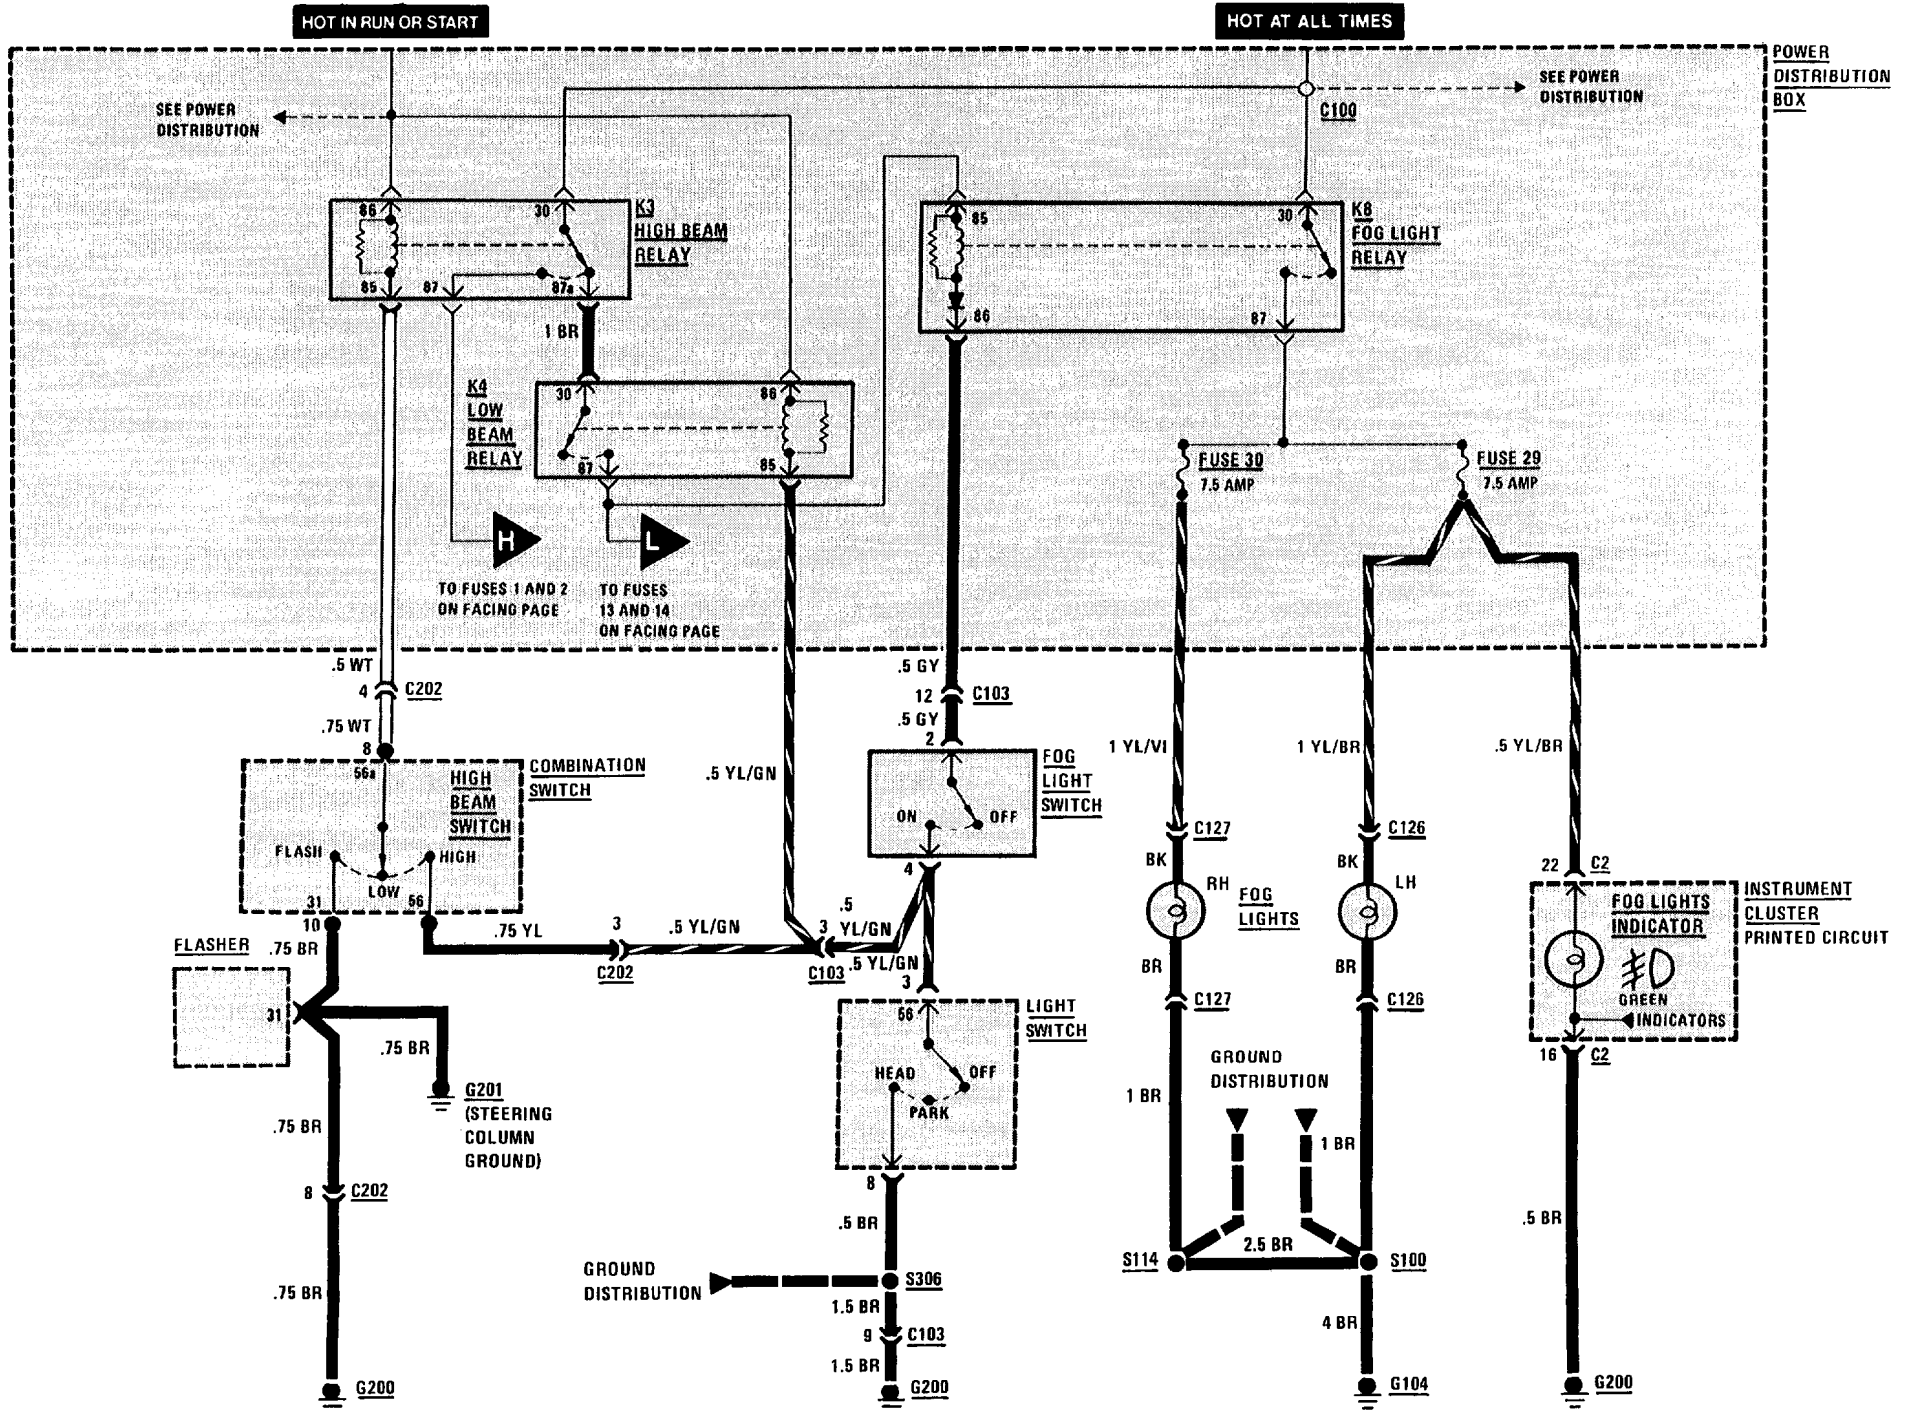 HOT IN RUN OR START
HOT AT ALL TIMES
POWER
DISTRIBUTION
BOX
SEE POWER
DISTRIBUTION
SEE POWER
DISTRIBUTION
C100
86
30
K3
HIGH BEAM
RELAY
85
87
87a
1 BR
85
30
K8
FOG LIGHT
RELAY
86
87
K4
LOW
BEAM
RELAY
30
86
87
85
FUSE 30
7.5 AMP
FUSE 29
7.5 AMP
H
L
TO FUSES 1 AND 2
ON FACING PAGE
TO FUSES
13 AND 14
ON FACING PAGE
.5 WT
4
C202
.75 WT
8
.5 GY
12
C103
.5 GY
2
1 YL/VI
1 YL/BR
.5 YL/BR
.5 YL/GN
56a
HIGH
BEAM
SWITCH
COMBINATION
SWITCH
FLASH
HIGH
LOW
31
56
10
FOG
LIGHT
SWITCH
ON
OFF
4
C127
BK
RH
FOG
LIGHTS
BR
C127
C126
BK
LH
BR
C126
22
C2
FOG LIGHTS
INDICATOR
GREEN
INDICATORS
INSTRUMENT
CLUSTER
PRINTED CIRCUIT
16
C2
FLASHER
.75 BR
31
.75 BR
.75 YL
3
C202
.5 YL/GN
3
C103
.5
YL/GN
.5 YL/GN
3
56
LIGHT
SWITCH
HEAD
OFF
PARK
8
G201
(STEERING
COLUMN
GROUND)
.75 BR
8
C202
.75 BR
G200
.5 BR
GROUND
DISTRIBUTION
S306
1.5 BR
9
C103
1.5 BR
G200
GROUND
DISTRIBUTION
1 BR
1 BR
2.5 BR
S114
S100
4 BR
G104
.5 BR
G200